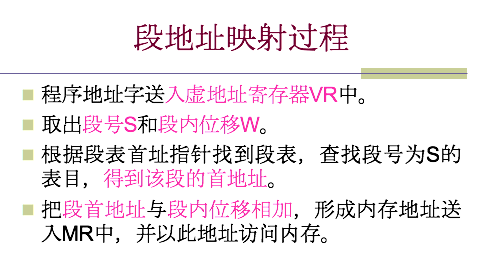 段地址映射过程
程序地址字送入虚地址寄存器VR中。
取出段号S和段内位移W。
根据段表首址指针找到段表，查找段号为S的
表目，得到该段的首地址。
把段首地址与段内位移相加，形成内存地址送
入MR中，并以此地址访问内存。